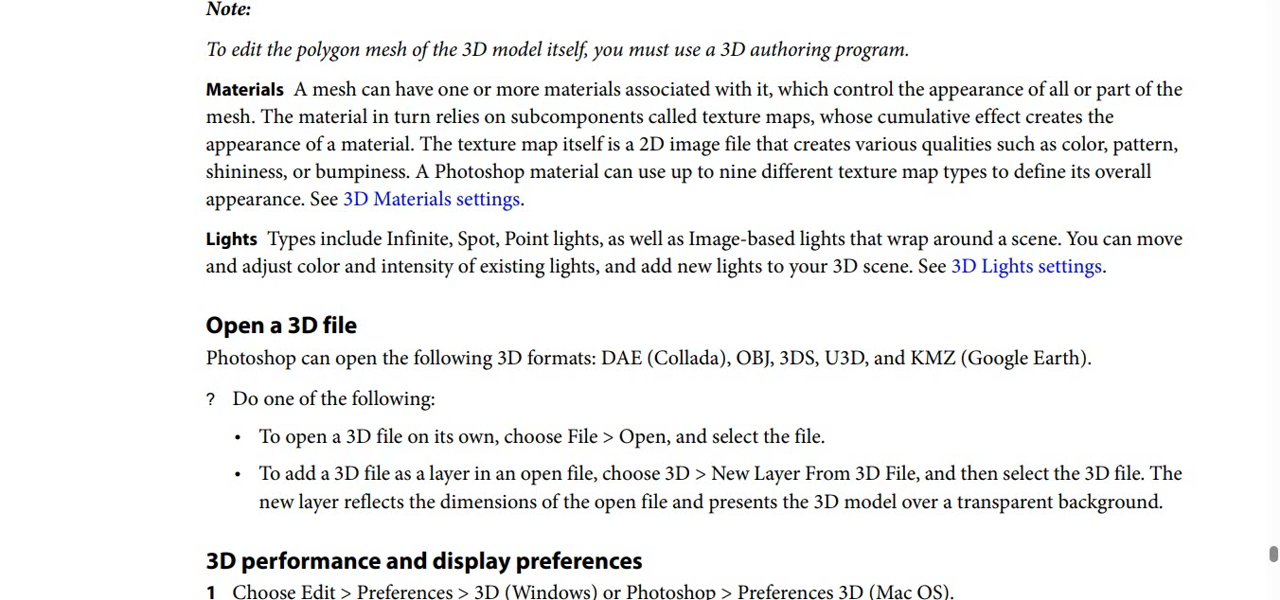 Note:
To edit the polygon mesh of the 3D model itself, you must use a 3D authoring program.
Materials A mesh can have one or more materials associated with it, which control the appearance of all or part of the
mesh. The material in turn relies on subcomponents called texture maps, whose cumulative effect creates the
appearance of a material. The texture map itself is a 2D image file that creates various qualities such as color, pattern,
shininess, or bumpiness. A Photoshop material can use up to nine different texture map types to define its overall
appearance. See 3D Materials settings.
Lights Types include Infinite, Spot, Point lights, as well as Image-based lights that wrap around a scene. You can move
and adjust color and intensity of existing lights, and add new lights to your 3D scene. See 3D Lights settings.
Open a 3D file
Photoshop can open the following 3D formats: DAE (Collada), OBJ, 3DS, U3D, and KMZ (Google Earth).
? Do one of the following:
• To open a 3D file on its own, choose File > Open, and select the file.
• To add a 3D file as a layer in an open file, choose 3D > New Layer From 3D File, and then select the 3D file. The
new layer reflects the dimensions of the open file and presents the 3D model over a transparent background.
3D performance and display preferences
1 Choose Edit > Preferences > 3D (Windows) or Photoshop > Preferences 3D (Mac OS).